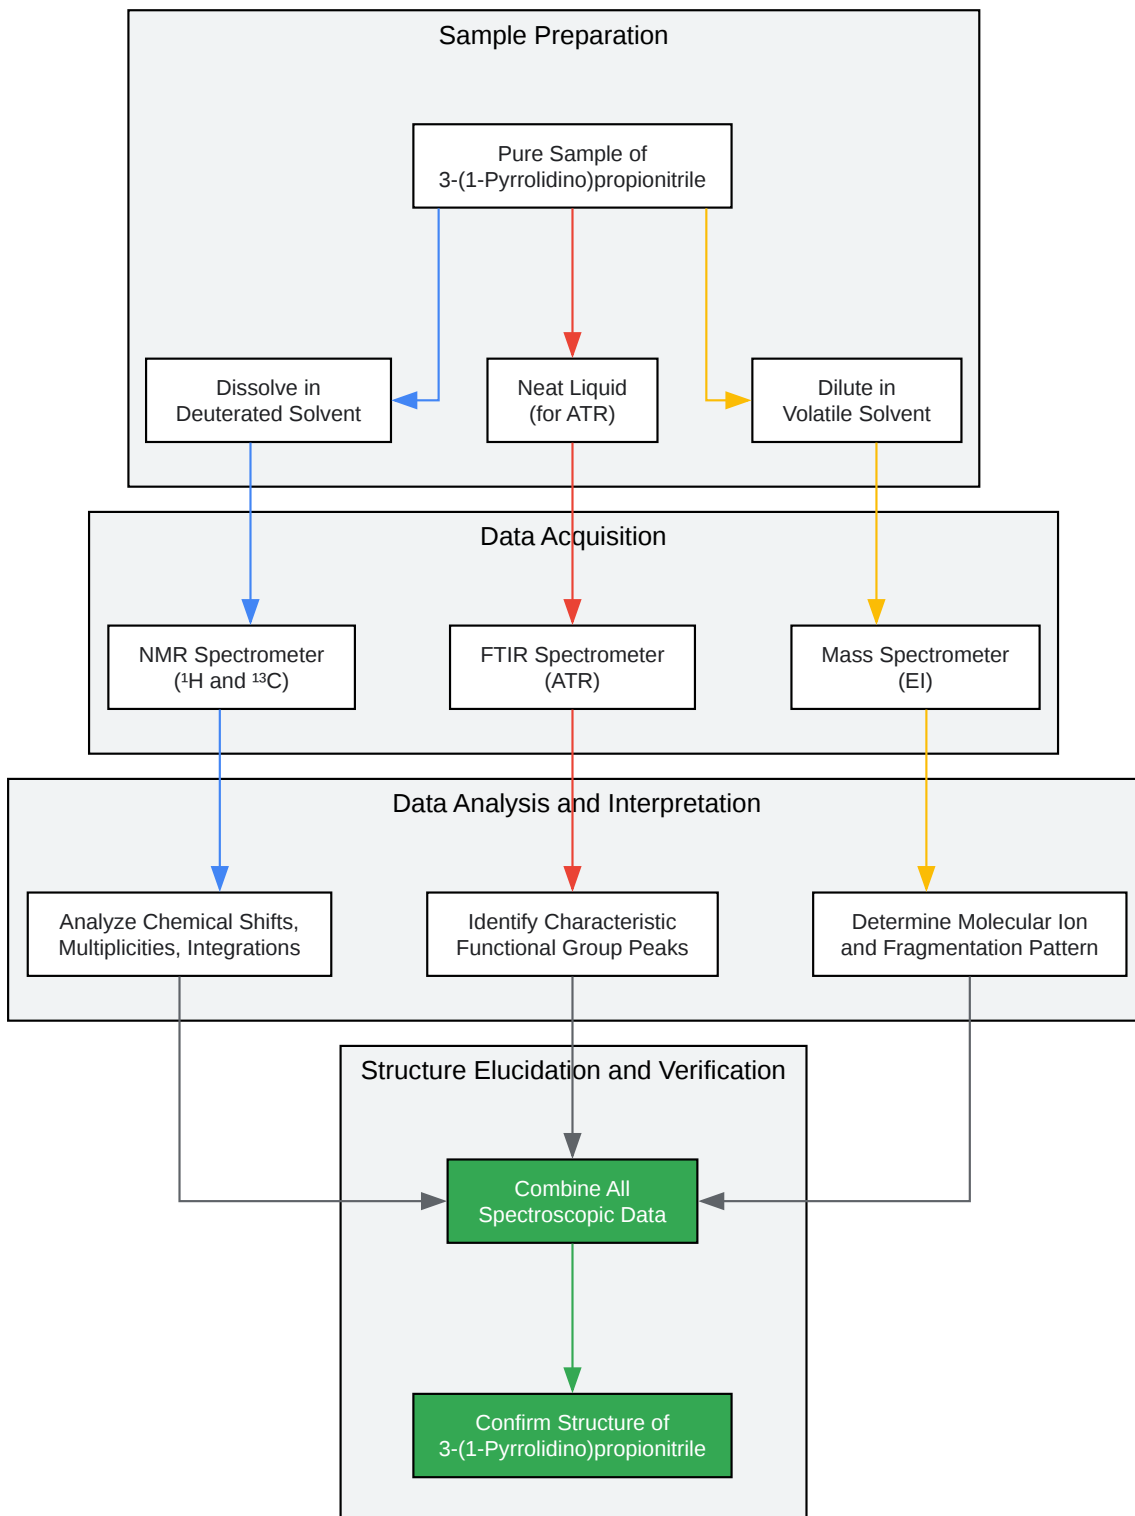 Sample Preparation
Pure Sample of
3-(1-Pyrrolidino)propionitrile
Dissolve in
Deuterated Solvent
Neat Liquid
(for ATR)
Dilute in
Volatile Solvent
Data Acquisition
NMR Spectrometer
(¹H and ¹³C)
FTIR Spectrometer
(ATR)
Mass Spectrometer
(EI)
Data Analysis and Interpretation
Analyze Chemical Shifts,
Multiplicities, Integrations
Identify Characteristic
Functional Group Peaks
Determine Molecular Ion
and Fragmentation Pattern
Structure Elucidation and Verification
Combine All
Spectroscopic Data
Confirm Structure of
3-(1-Pyrrolidino)propionitrile